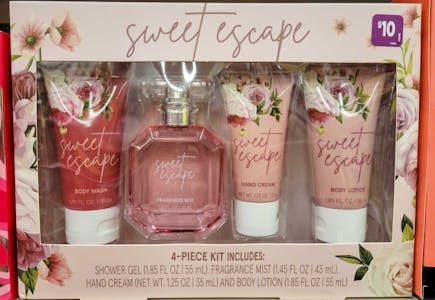 sweet escape
$10
sweet
escape
BODY WASH
sweet
escape
FRAGRANCE MIST
sweet
escape
HAND CREAM
sweet
escape
BODY LOTION
4-PIECE KIT INCLUDES:
SHOWER GEL (1.85 FL OZ | 55 mL), FRAGRANCE MIST (1.45 FL OZ | 43 mL),
HAND CREAM (NET WT. 1.25 OZ | 35 mL) AND BODY LOTION (1.85 FL OZ | 55 mL)